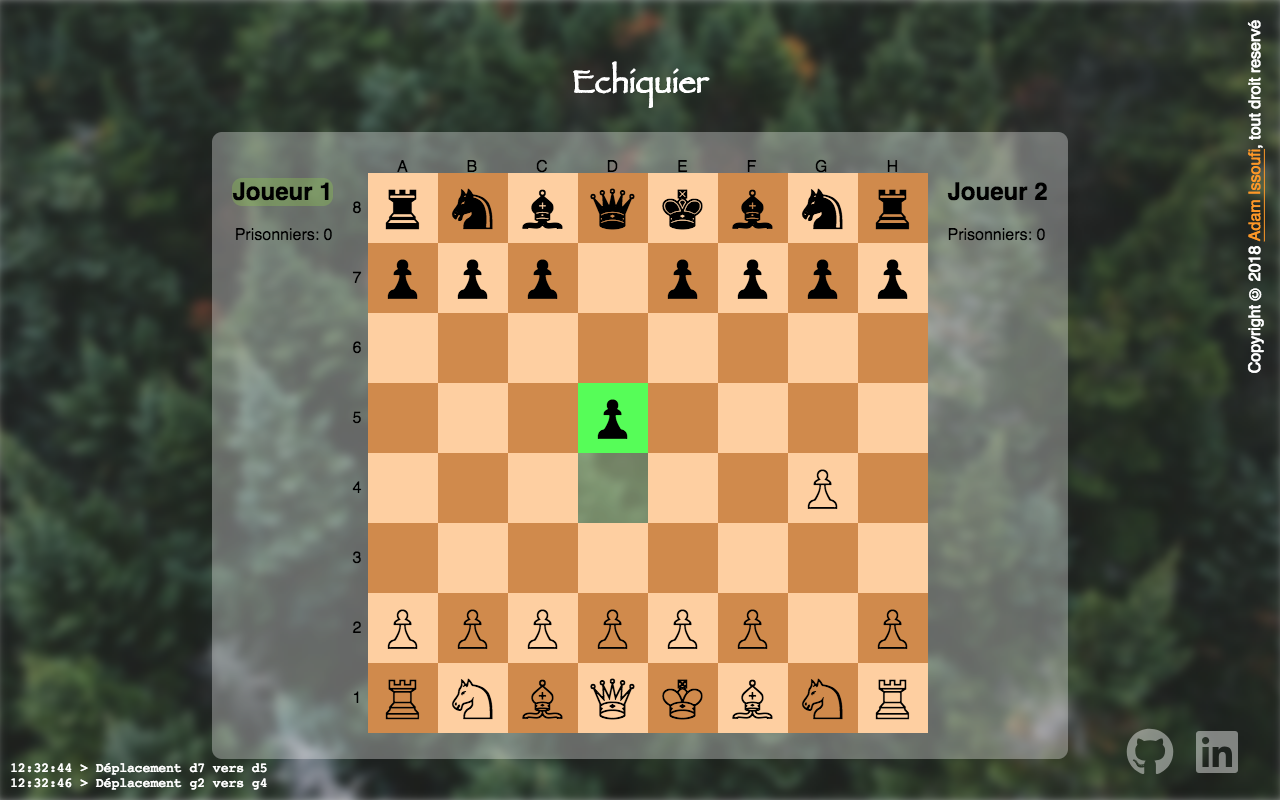 Echiquier
Copyright © 2018 Adam Issoufi, tout droit reservé
Joueur 1
Prisonniers: 0
A B C D E F G H
8
7
6
5
4
3
2
1
Joueur 2
Prisonniers: 0
in
12:32:44 > Déplacement d7 vers d5
12:32:46 > Déplacement g2 vers g4